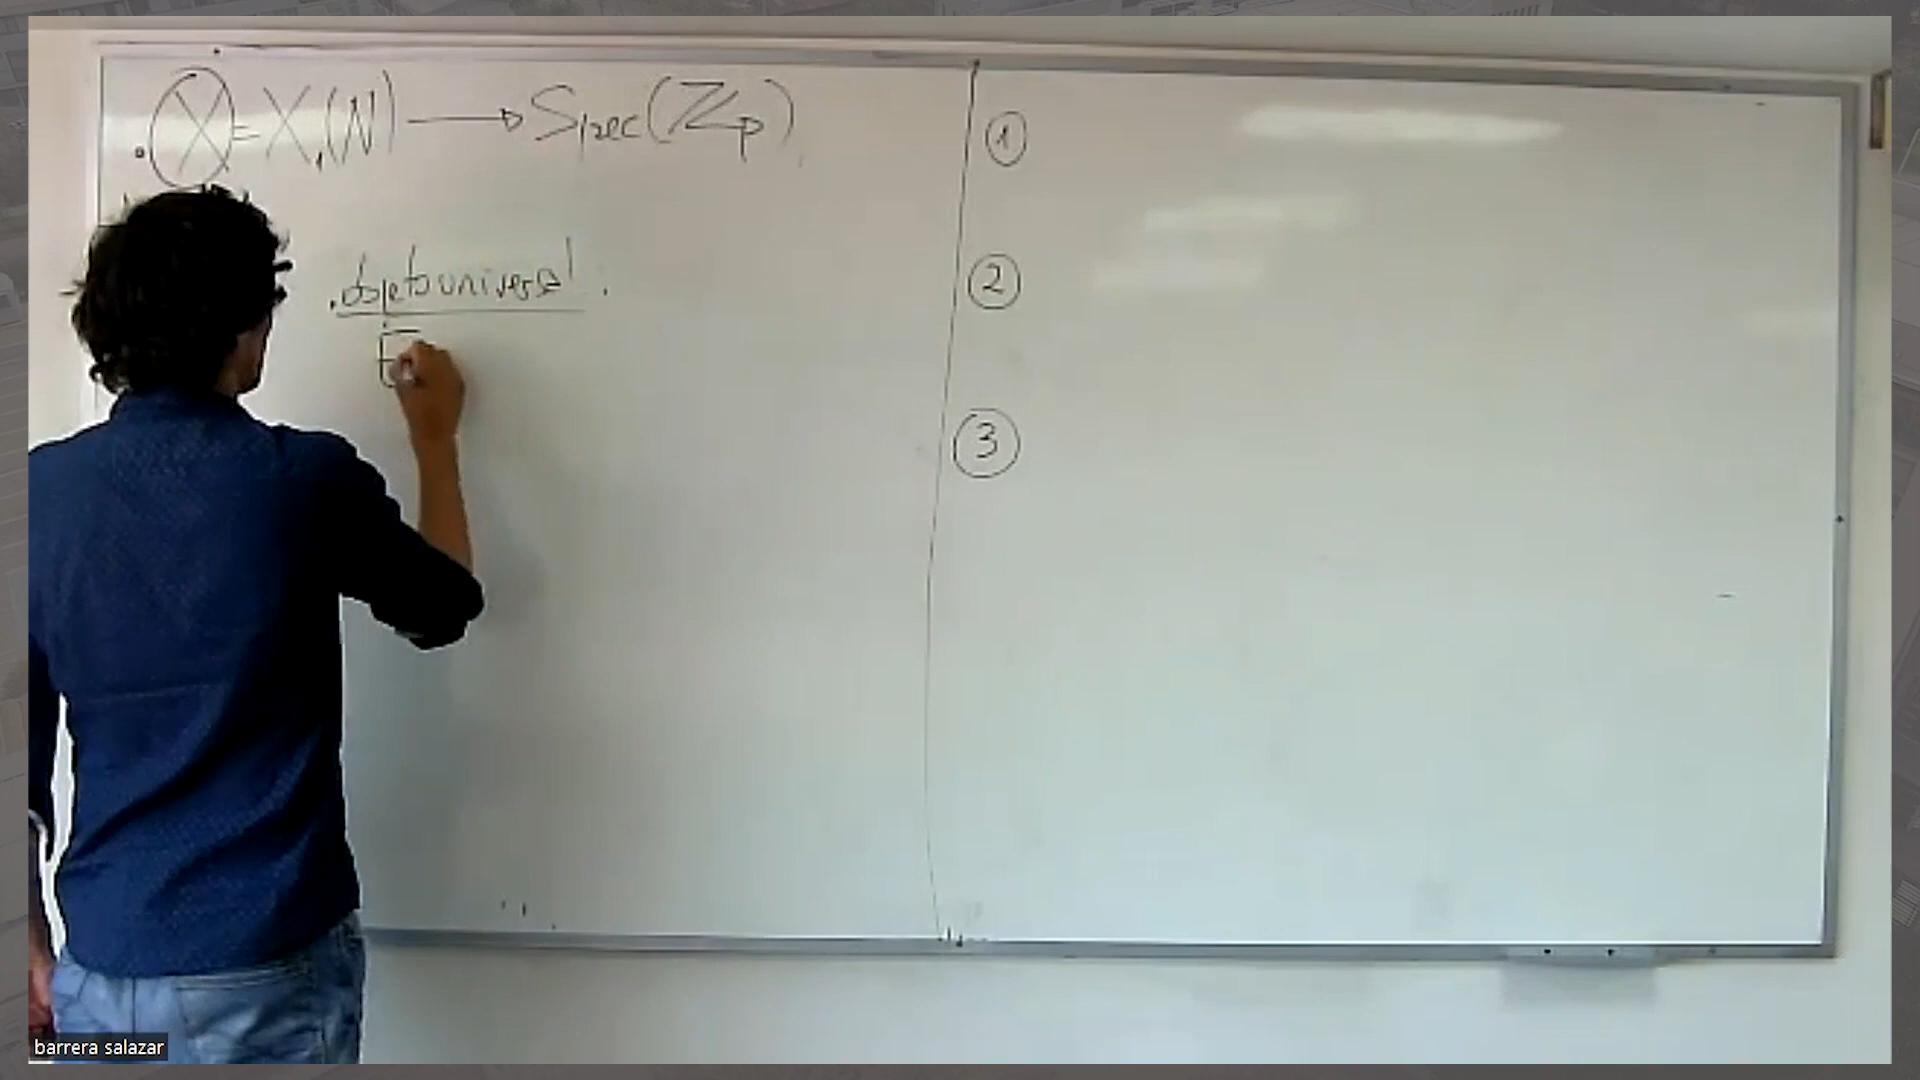 . X = X₁(N) → Spec(ℤp)
. objeto universal :
E
①
②
③
barrera salazar